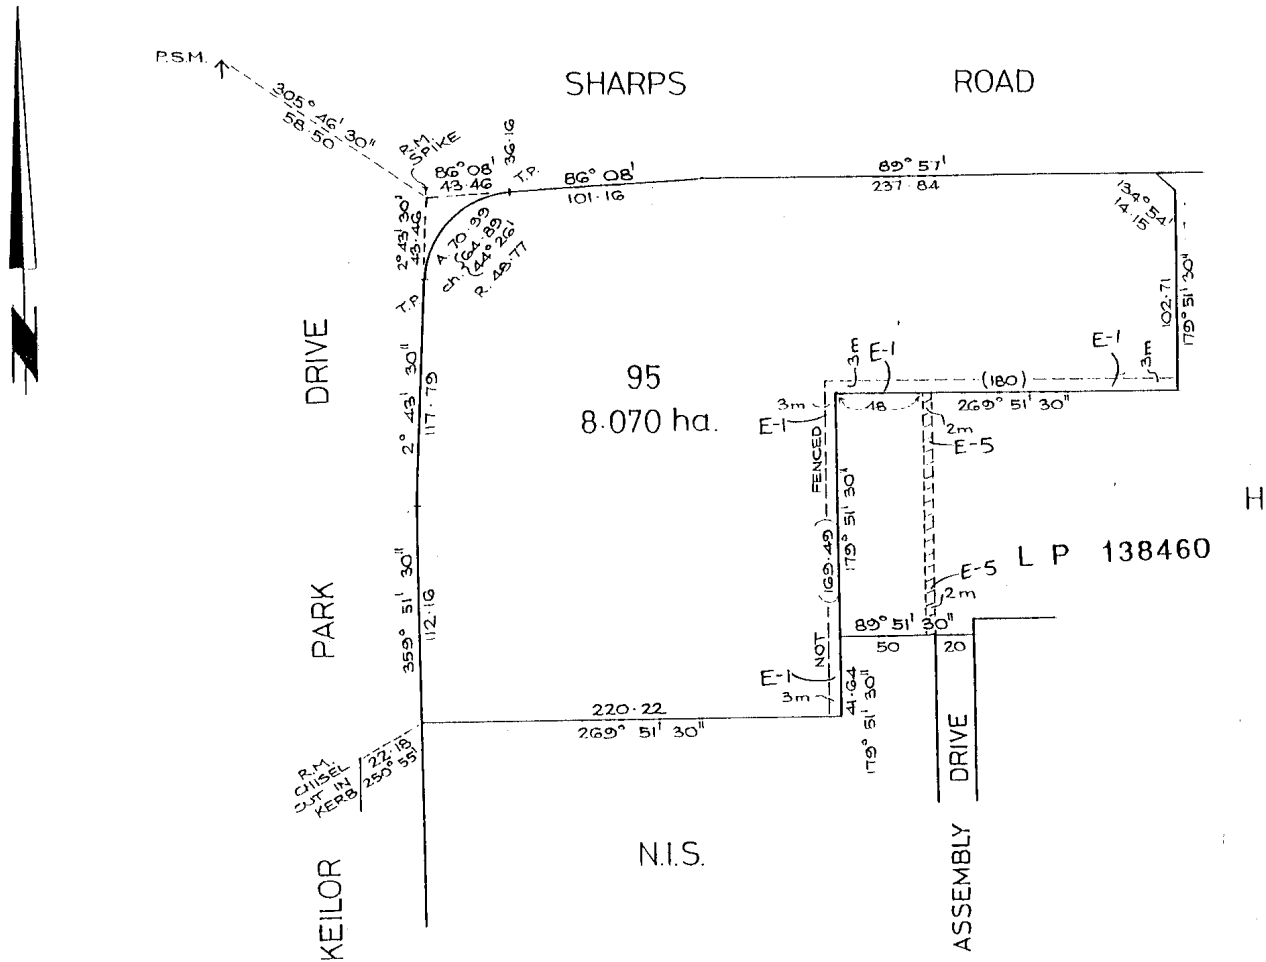 P.S.M.
SHARPS ROAD
305° 46' 30"
58·50
R.M.
SPIKE
86° 08'
43·46
36·16
T.P.
86° 08'
101·16
89° 57'
237·84
134° 54'
14·15
2° 43' 30"
43·46
A. 70·99
ch. {64·89
{44° 26'
R. 48·77
T.P.
102·71
179° 51' 30"
DRIVE
2° 43' 30"
117·79
95
8·070 ha.
3m
E-1
(180)
E-1
3m
3m
E-1
48
269° 51' 30"
2m
E-5
FENCED
(169·49)
179° 51' 30"
H
L P 138460
E-5
2m
PARK
359° 51' 30"
112·16
NOT
89° 51' 30"
50
20
E-1
3m
41·64
179° 51' 30"
220·22
269° 51' 30"
R.M.
CHISEL
CUT IN
KERB
22·18
250° 55'
N.I.S.
KEILOR
DRIVE
ASSEMBLY